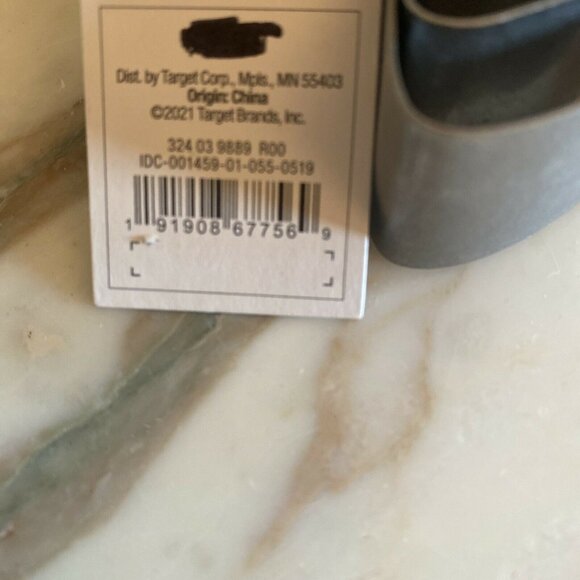 Dist. by Target Corp., Mpls., MN 55403
Origin: China
©2021 Target Brands, Inc.
324 03 9889 R00
IDC-001459-01-055-0519
1 91908 67756 9